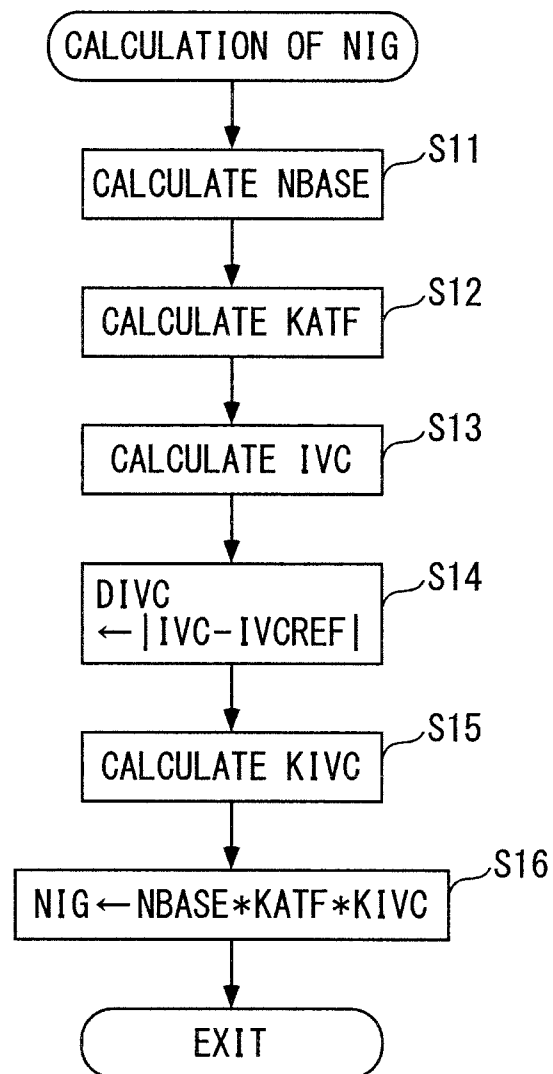 CALCULATION OF NIG
S11
CALCULATE NBASE
S12
CALCULATE KATF
S13
CALCULATE IVC
S14
DIVC
←|IVC-IVCREF|
S15
CALCULATE KIVC
S16
NIG←NBASE*KATF*KIVC
EXIT